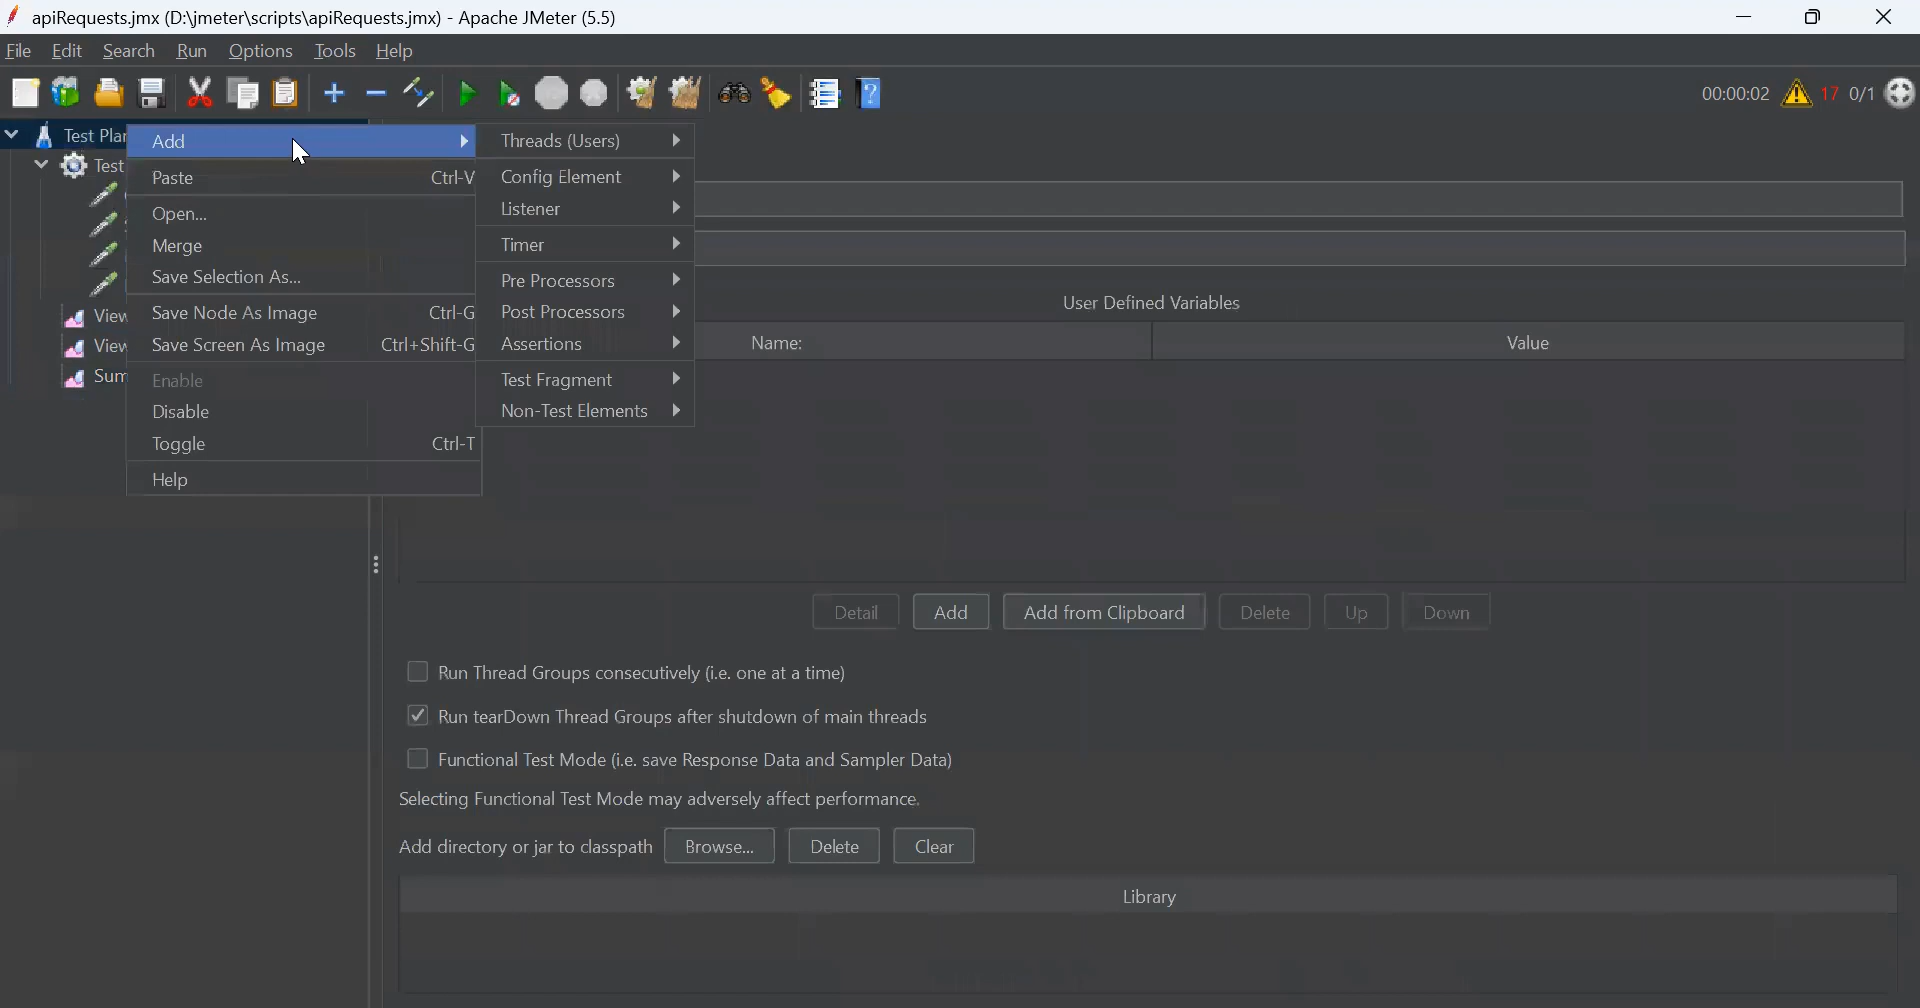 apiRequests.jmx (D:\jmeter\scripts\apiRequests.jmx) - Apache JMeter (5.5)
File Edit Search Run Options Tools Help
00:00:02 17 0/1
Test
Test
View
View
Add
Paste Ctrl-V
Open...
Merge
Save Selection As...
Save Node As Image Ctrl-G
Save Screen As Image Ctrl+Shift-G
Enable
Disable
Toggle Ctrl-T
Help
Threads (Users)
Config Element
Listener
Timer
Pre Processors
Post Processors
Assertions
Test Fragment
Non-Test Elements
User Defined Variables
Name: Value
Detail Add Add from Clipboard Delete Up Down
Run Thread Groups consecutively (i.e. one at a time)
Run tearDown Thread Groups after shutdown of main threads
Functional Test Mode (i.e. save Response Data and Sampler Data)
Selecting Functional Test Mode may adversely affect performance.
Add directory or jar to classpath Browse... Delete Clear
Library